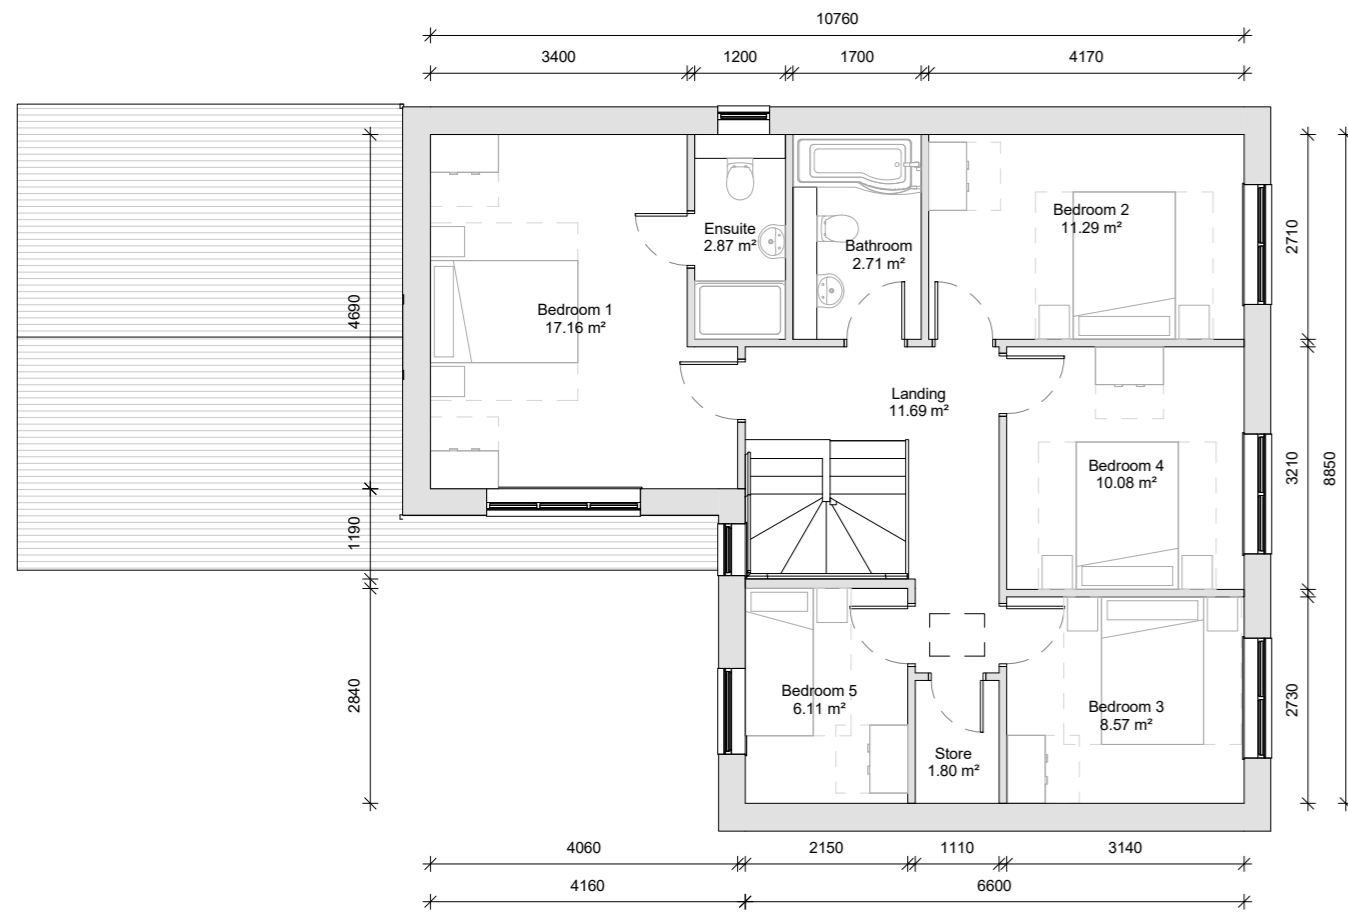 10760
3400 1200 1700 4170
Bedroom 2
11.29 m²
Ensuite
2.87 m²
Bathroom
2.71 m²
2710
Bedroom 1
17.16 m²
4690
Landing
11.69 m²
Bedroom 4
10.08 m²
3210
8850
1190
Bedroom 5
6.11 m²
Bedroom 3
8.57 m²
2840
2730
Store
1.80 m²
4060 2150 1110 3140
4160 6600